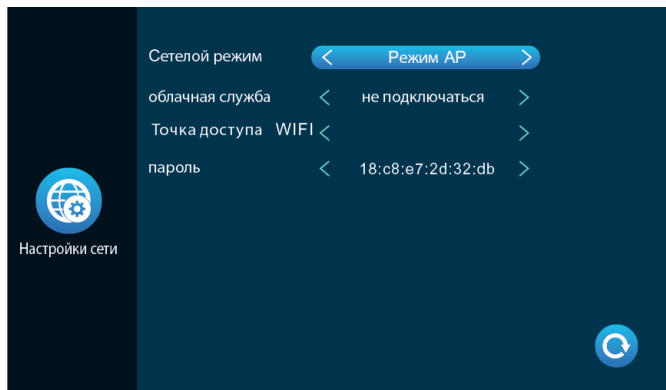 Сетелой режим < Режим AP >
облачная служба < не подключаться >
Точка доступа WIFI < >
пароль < 18:c8:e7:2d:32:db >
Настройки сети